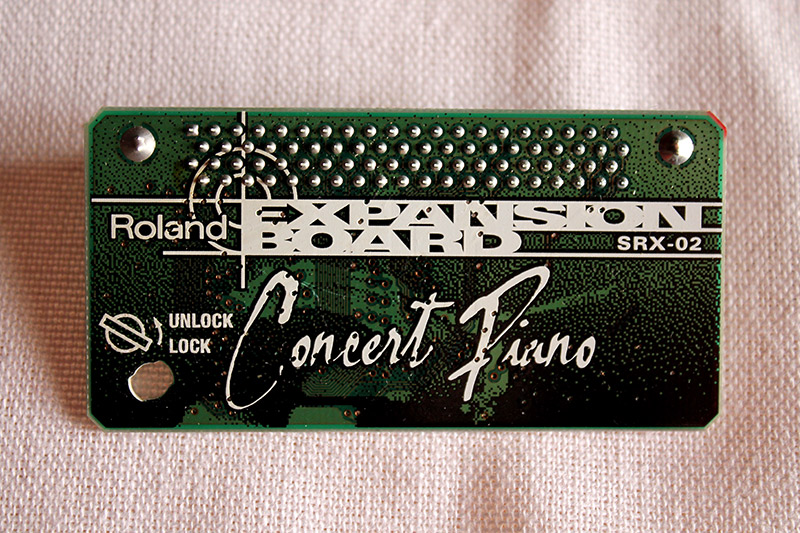 Roland EXPANSION
BOARD
SRX-02
Concert Piano
UNLOCK
LOCK